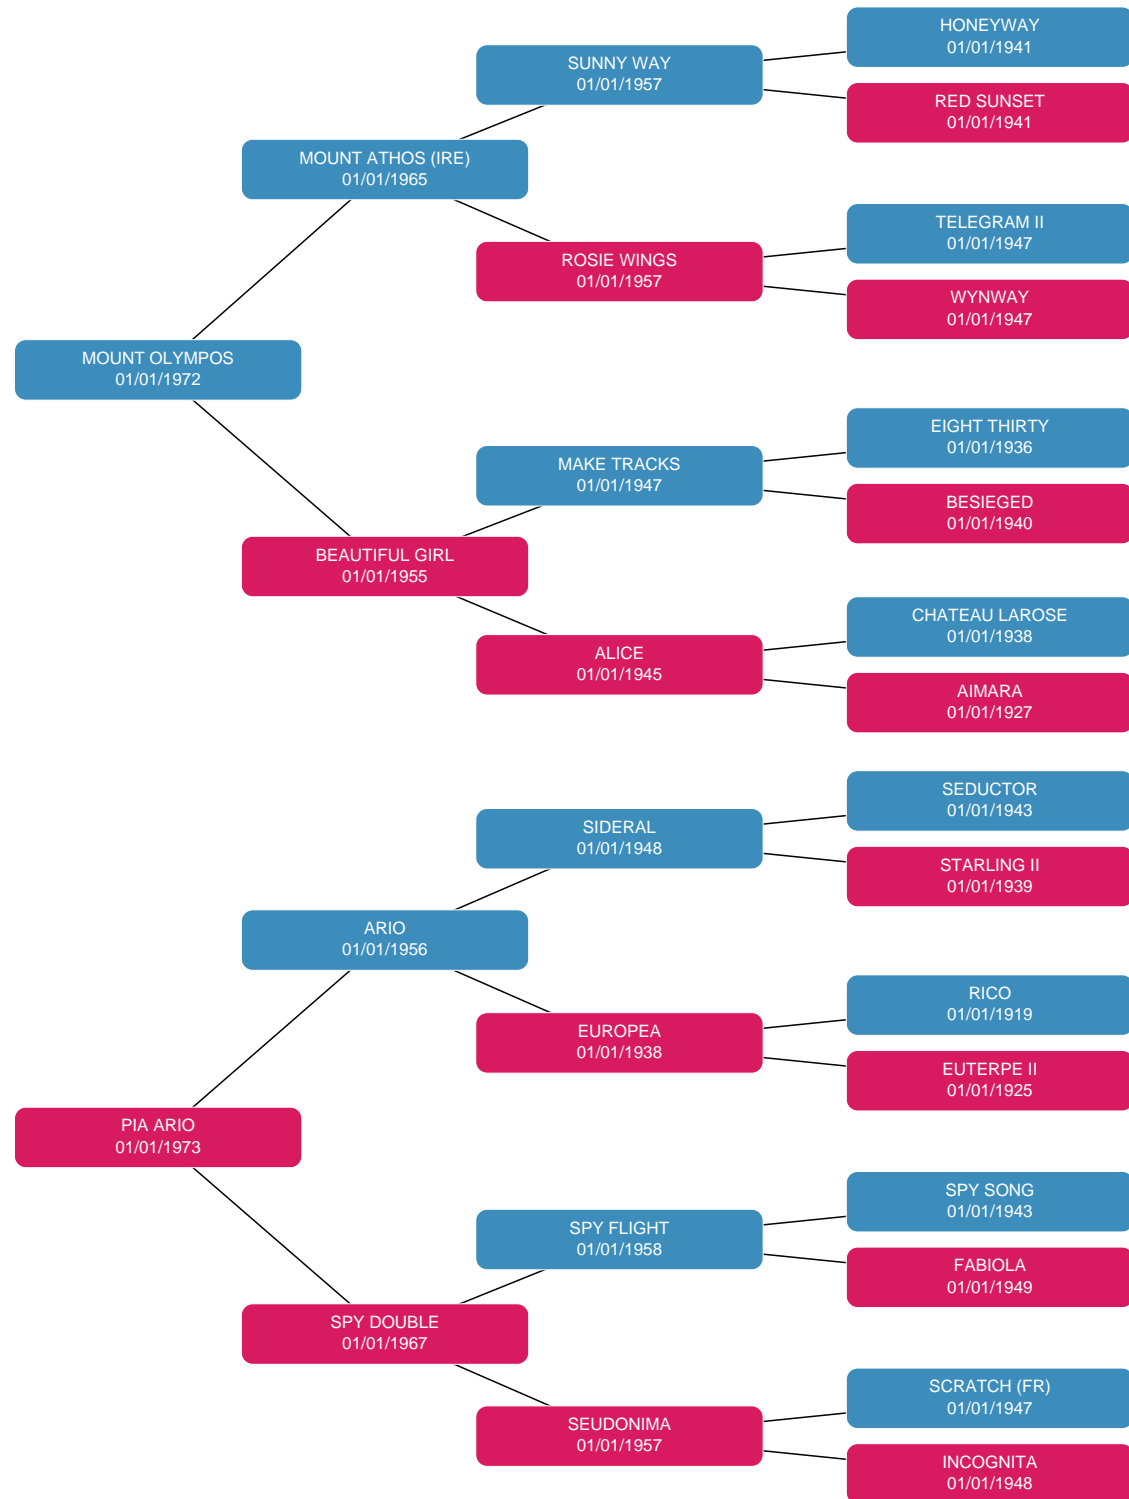 HONEYWAY
01/01/1941
SUNNY WAY
01/01/1957
RED SUNSET
01/01/1941
MOUNT ATHOS (IRE)
01/01/1965
TELEGRAM II
01/01/1947
ROSIE WINGS
01/01/1957
WYNWAY
01/01/1947
MOUNT OLYMPOS
01/01/1972
EIGHT THIRTY
01/01/1936
MAKE TRACKS
01/01/1947
BESIEGED
01/01/1940
BEAUTIFUL GIRL
01/01/1955
CHATEAU LAROSE
01/01/1938
ALICE
01/01/1945
AIMARA
01/01/1927
SEDUCTOR
01/01/1943
SIDERAL
01/01/1948
STARLING II
01/01/1939
ARIO
01/01/1956
RICO
01/01/1919
EUROPEA
01/01/1938
EUTERPE II
01/01/1925
PIA ARIO
01/01/1973
SPY SONG
01/01/1943
SPY FLIGHT
01/01/1958
FABIOLA
01/01/1949
SPY DOUBLE
01/01/1967
SCRATCH (FR)
01/01/1947
SEUDONIMA
01/01/1957
INCOGNITA
01/01/1948